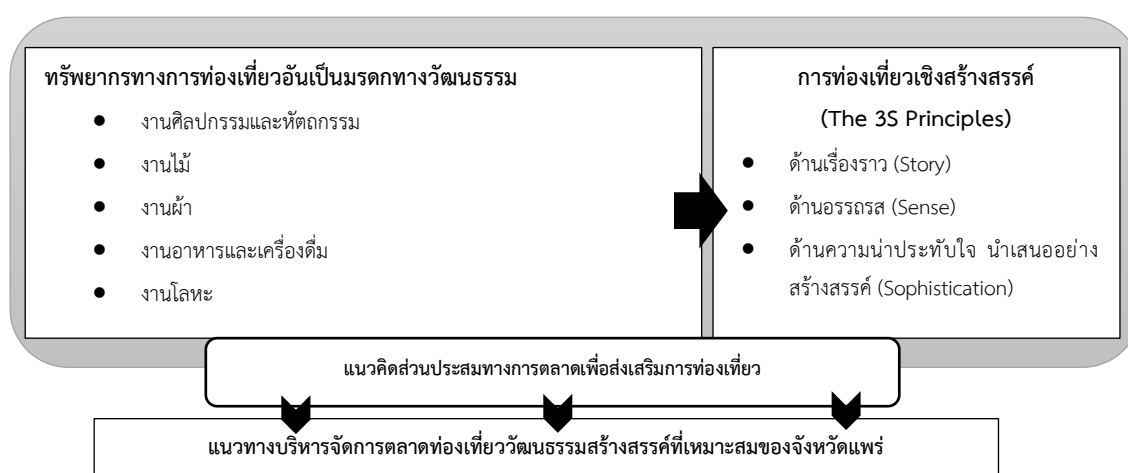 ทรัพยากรทางการท่องเที่ยวอันเป็นมรดกทางวัฒนธรรม
● งานศิลปกรรมและหัตถกรรม
● งานไม้
● งานผ้า
● งานอาหารและเครื่องดื่ม
● งานโลหะ
การท่องเที่ยวเชิงสร้างสรรค์
(The 3S Principles)
● ด้านเรื่องราว (Story)
● ด้านอรรถรส (Sense)
● ด้านความน่าประทับใจ นำเสนออย่าง
สร้างสรรค์ (Sophistication)
แนวคิดส่วนประสมทางการตลาดเพื่อส่งเสริมการท่องเที่ยว
แนวทางบริหารจัดการตลาดท่องเที่ยววัฒนธรรมสร้างสรรค์ที่เหมาะสมของจังหวัดแพร่